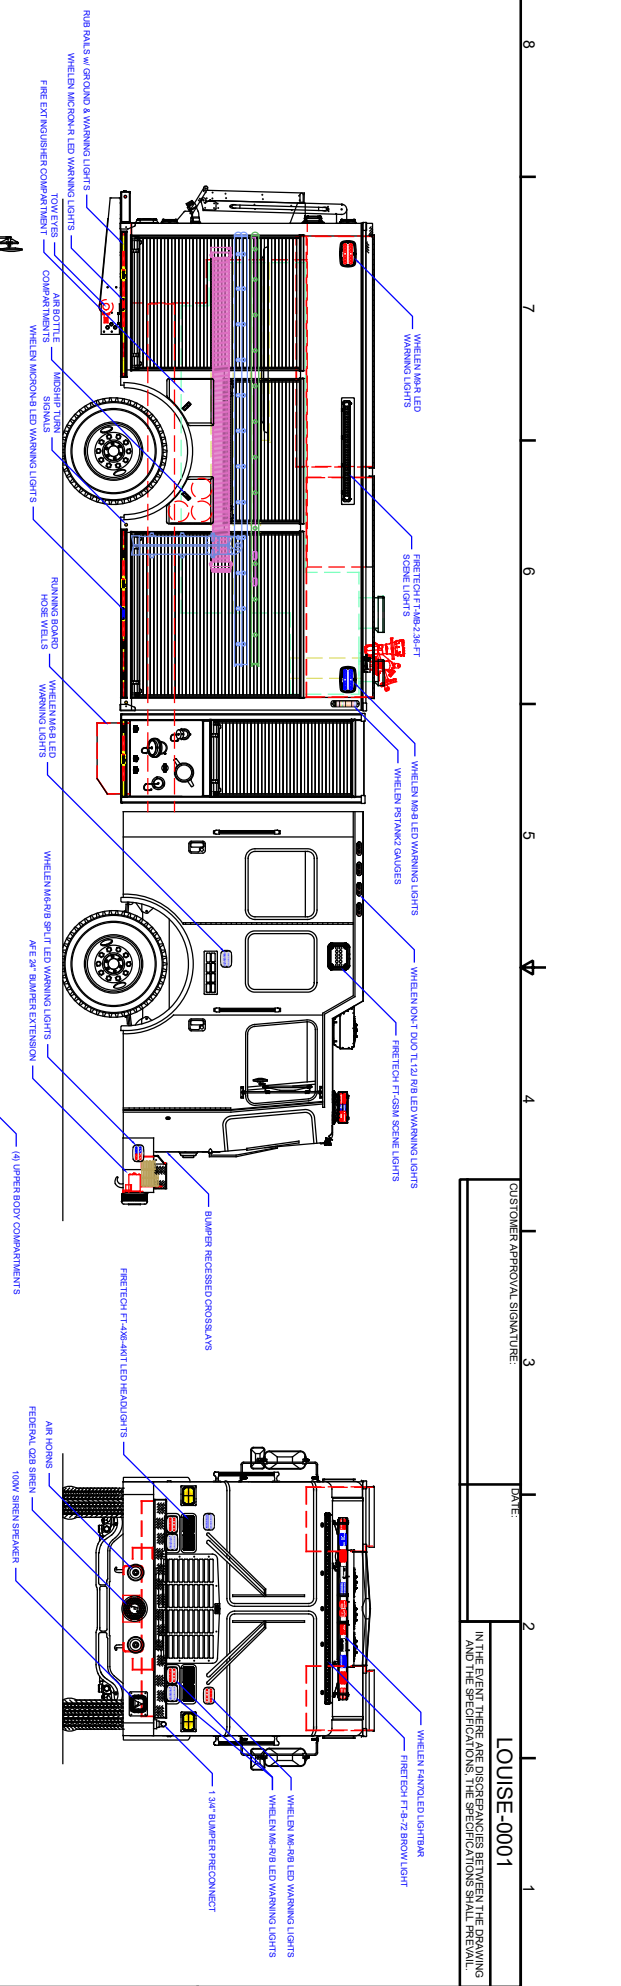 8
7
6
5
4
3
2
1
CUSTOMER APPROVAL SIGNATURE:
DATE:
LOUISE-0001
IN THE EVENT THERE ARE DISCREPANCIES BETWEEN THE DRAWING
AND THE SPECIFICATIONS, THE SPECIFICATIONS SHALL PREVAIL.
WHELEN M9-R LED
WARNING LIGHTS
FIRETECH FT-MB-2.36-FT
SCENE LIGHTS
WHELEN M9-B LED WARNING LIGHTS
WHELEN PSTANK2 GAUGES
WHELEN ION-T DUO TL12J R/B LED WARNING LIGHTS
FIRETECH FT-GSM SCENE LIGHTS
RUB RAILS w/ GROUND & WARNING LIGHTS
WHELEN MICRON-R LED WARNING LIGHTS
FIRE EXTINGUISHER COMPARTMENT
TOW EYES
AIR BOTTLE
COMPARTMENTS
MIDSHIP TURN
SIGNALS
WHELEN MICRON-B LED WARNING LIGHTS
RUNNING BOARD
HOSE WELLS
WHELEN M6-B LED
WARNING LIGHTS
WHELEN M6-R/B SPLIT LED WARNING LIGHTS
AFE 24" BUMPER EXTENSION
BUMPER RECESSED CROSSLAYS
(4) UPPER BODY COMPARTMENTS
FIRETECH FT-4X6-4KIT LED HEADLIGHTS
AIR HORNS
FEDERAL Q2B SIREN
100W SIREN SPEAKER
WHELEN F4N7QLED LIGHTBAR
FIRETECH FT-B-72 BROW LIGHT
WHELEN M6-R/B LED WARNING LIGHTS
WHELEN M6-R/B LED WARNING LIGHTS
1 3/4" BUMPER PRECONNECT